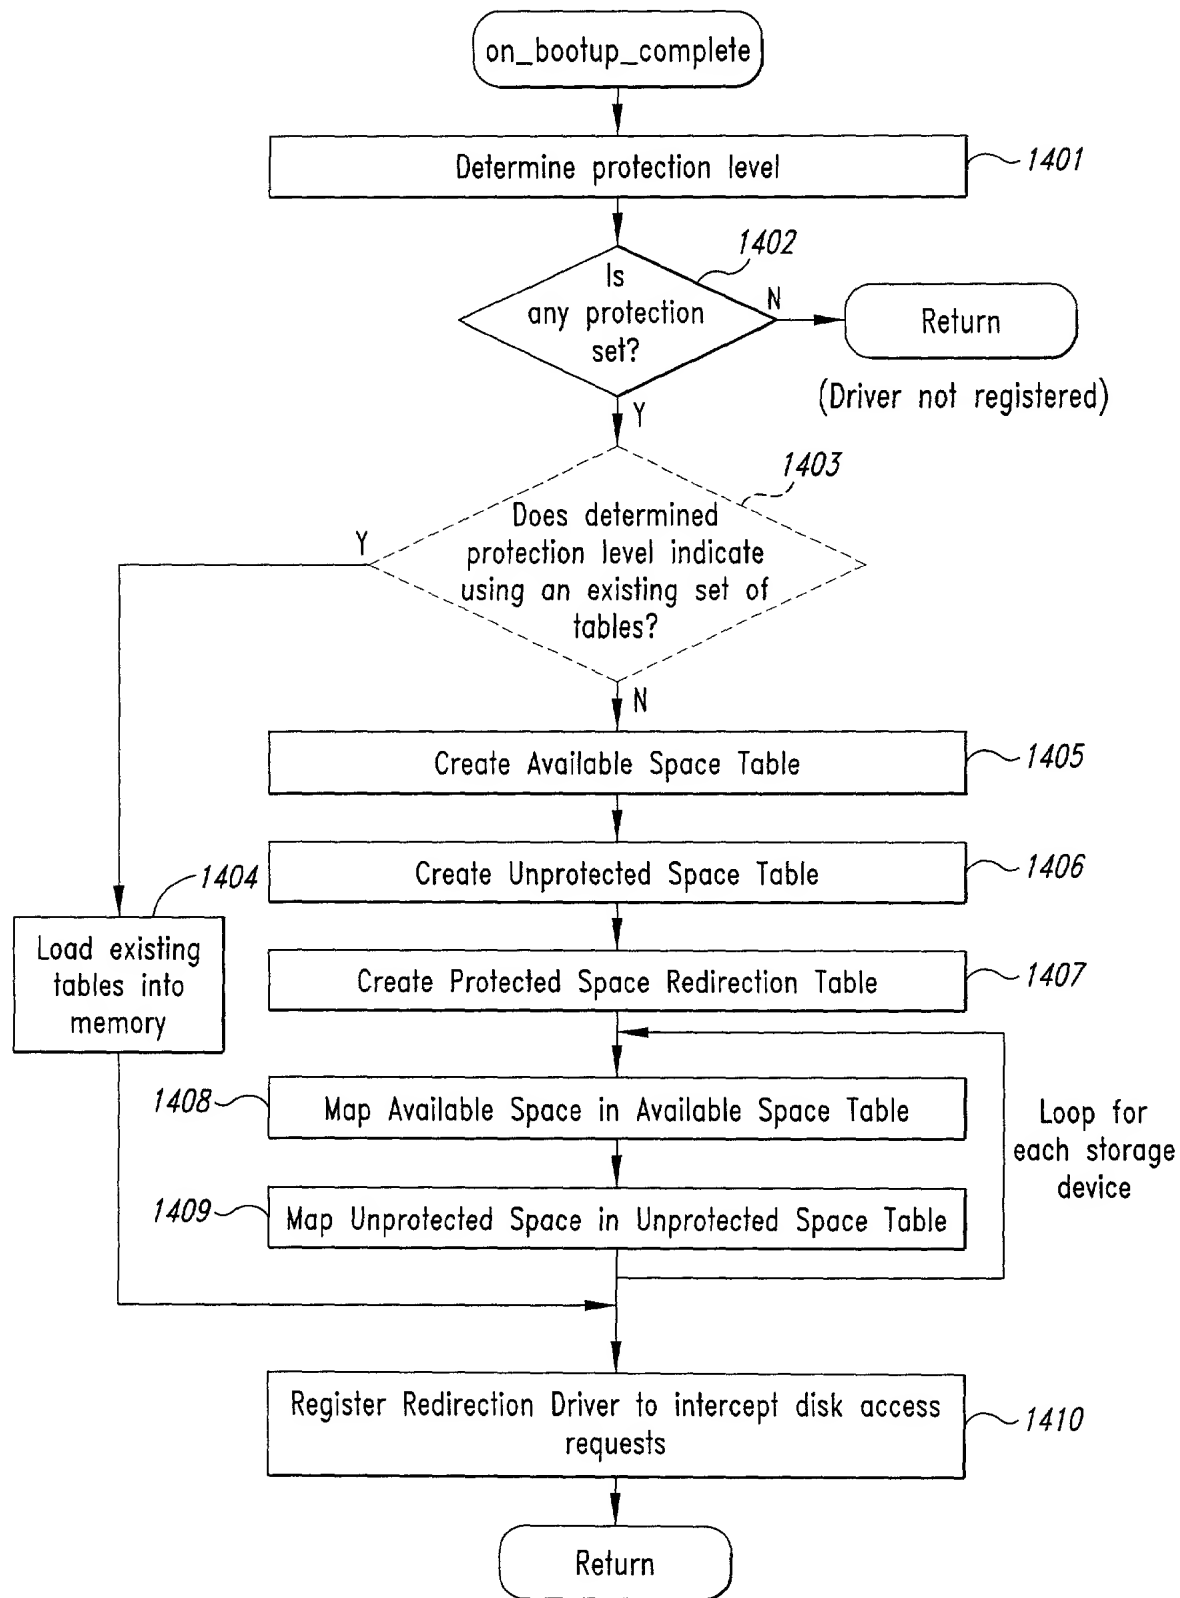 on_bootup_complete
Determine protection level
1401
1402
Is
any protection
set?
N
Return
(Driver not registered)
Y
1403
Does determined
protection level indicate
using an existing set of
tables?
Y
N
Create Available Space Table
1405
Create Unprotected Space Table
1406
1404
Load existing
tables into
memory
Create Protected Space Redirection Table
1407
1408
Map Available Space in Available Space Table
Loop for
each storage
device
1409
Map Unprotected Space in Unprotected Space Table
Register Redirection Driver to intercept disk access
requests
1410
Return